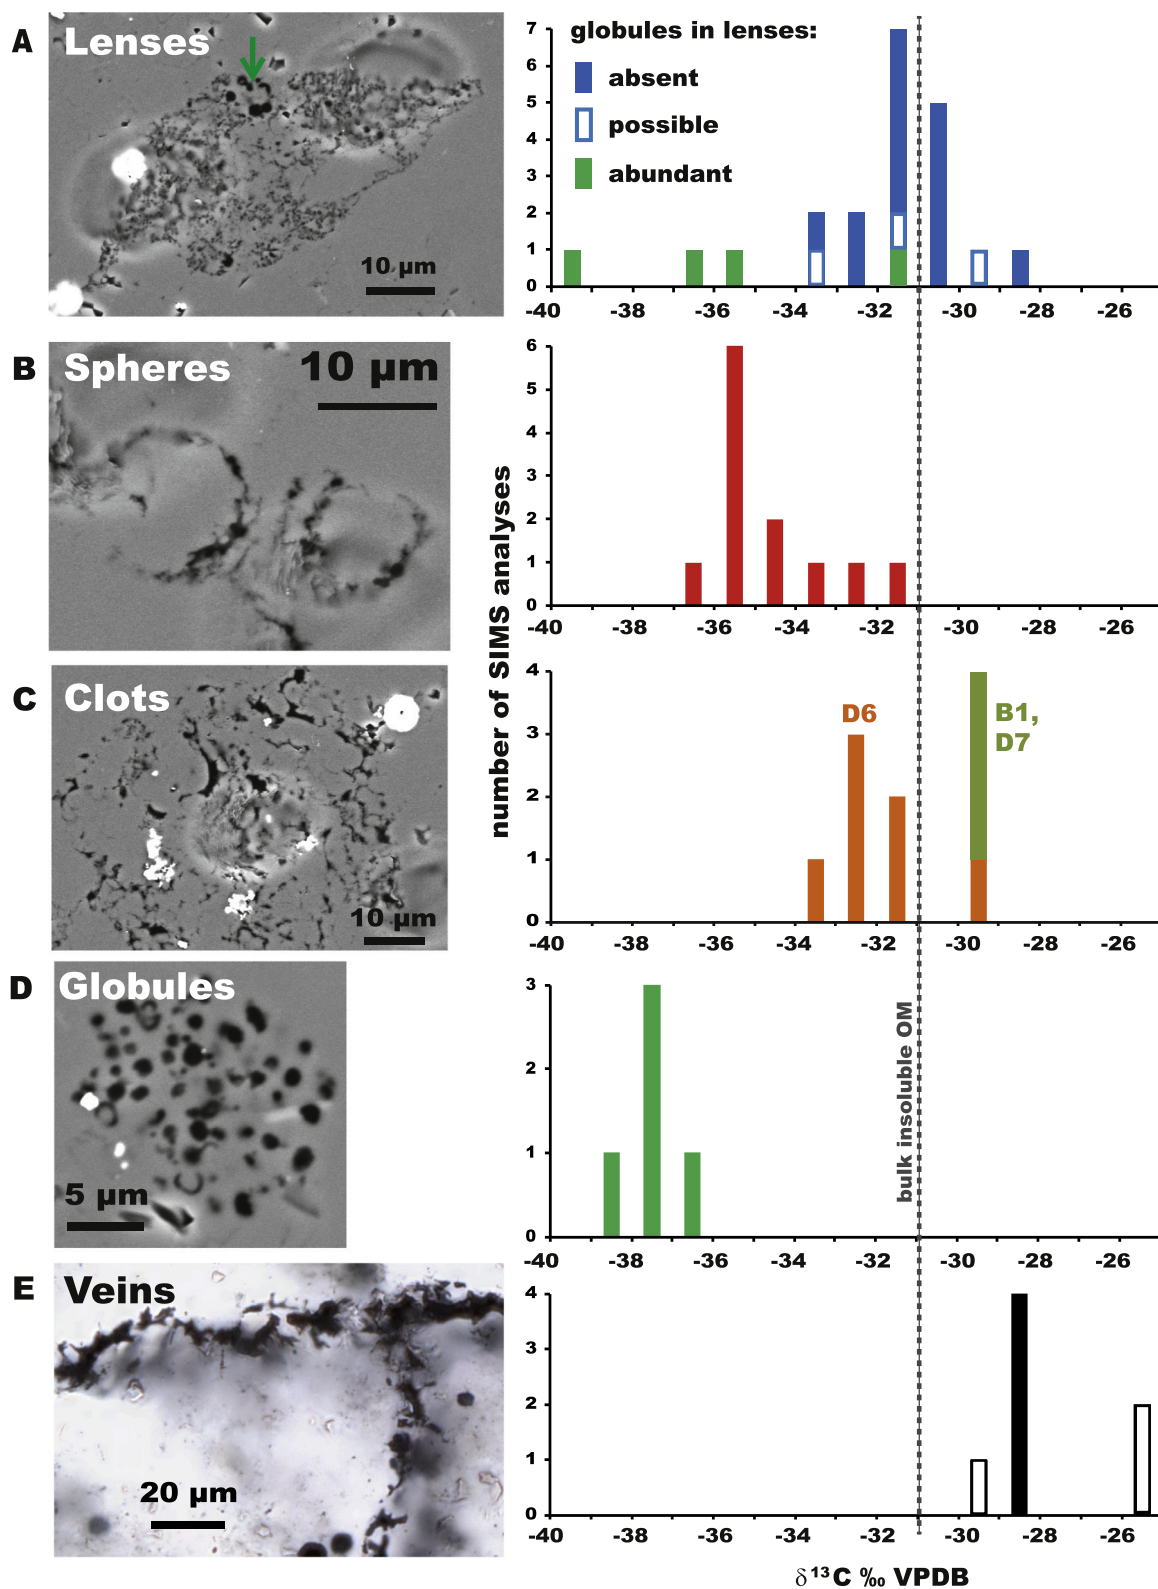 A Lenses
10 µm
globules in lenses:
absent
possible
abundant
7
6
5
4
3
2
1
0
-40 -38 -36 -34 -32 -30 -28 -26
B Spheres
10 µm
6
5
4
3
2
1
0
-40 -38 -36 -34 -32 -30 -28 -26
number of SIMS analyses
C Clots
10 µm
D6
B1,
D7
4
3
2
1
0
-40 -38 -36 -34 -32 -30 -28 -26
D Globules
5 µm
3
2
1
0
bulk insoluble OM
-40 -38 -36 -34 -32 -30 -28 -26
E Veins
20 µm
4
3
2
1
0
-40 -38 -36 -34 -32 -30 -28 -26
δ¹³C ‰ VPDB